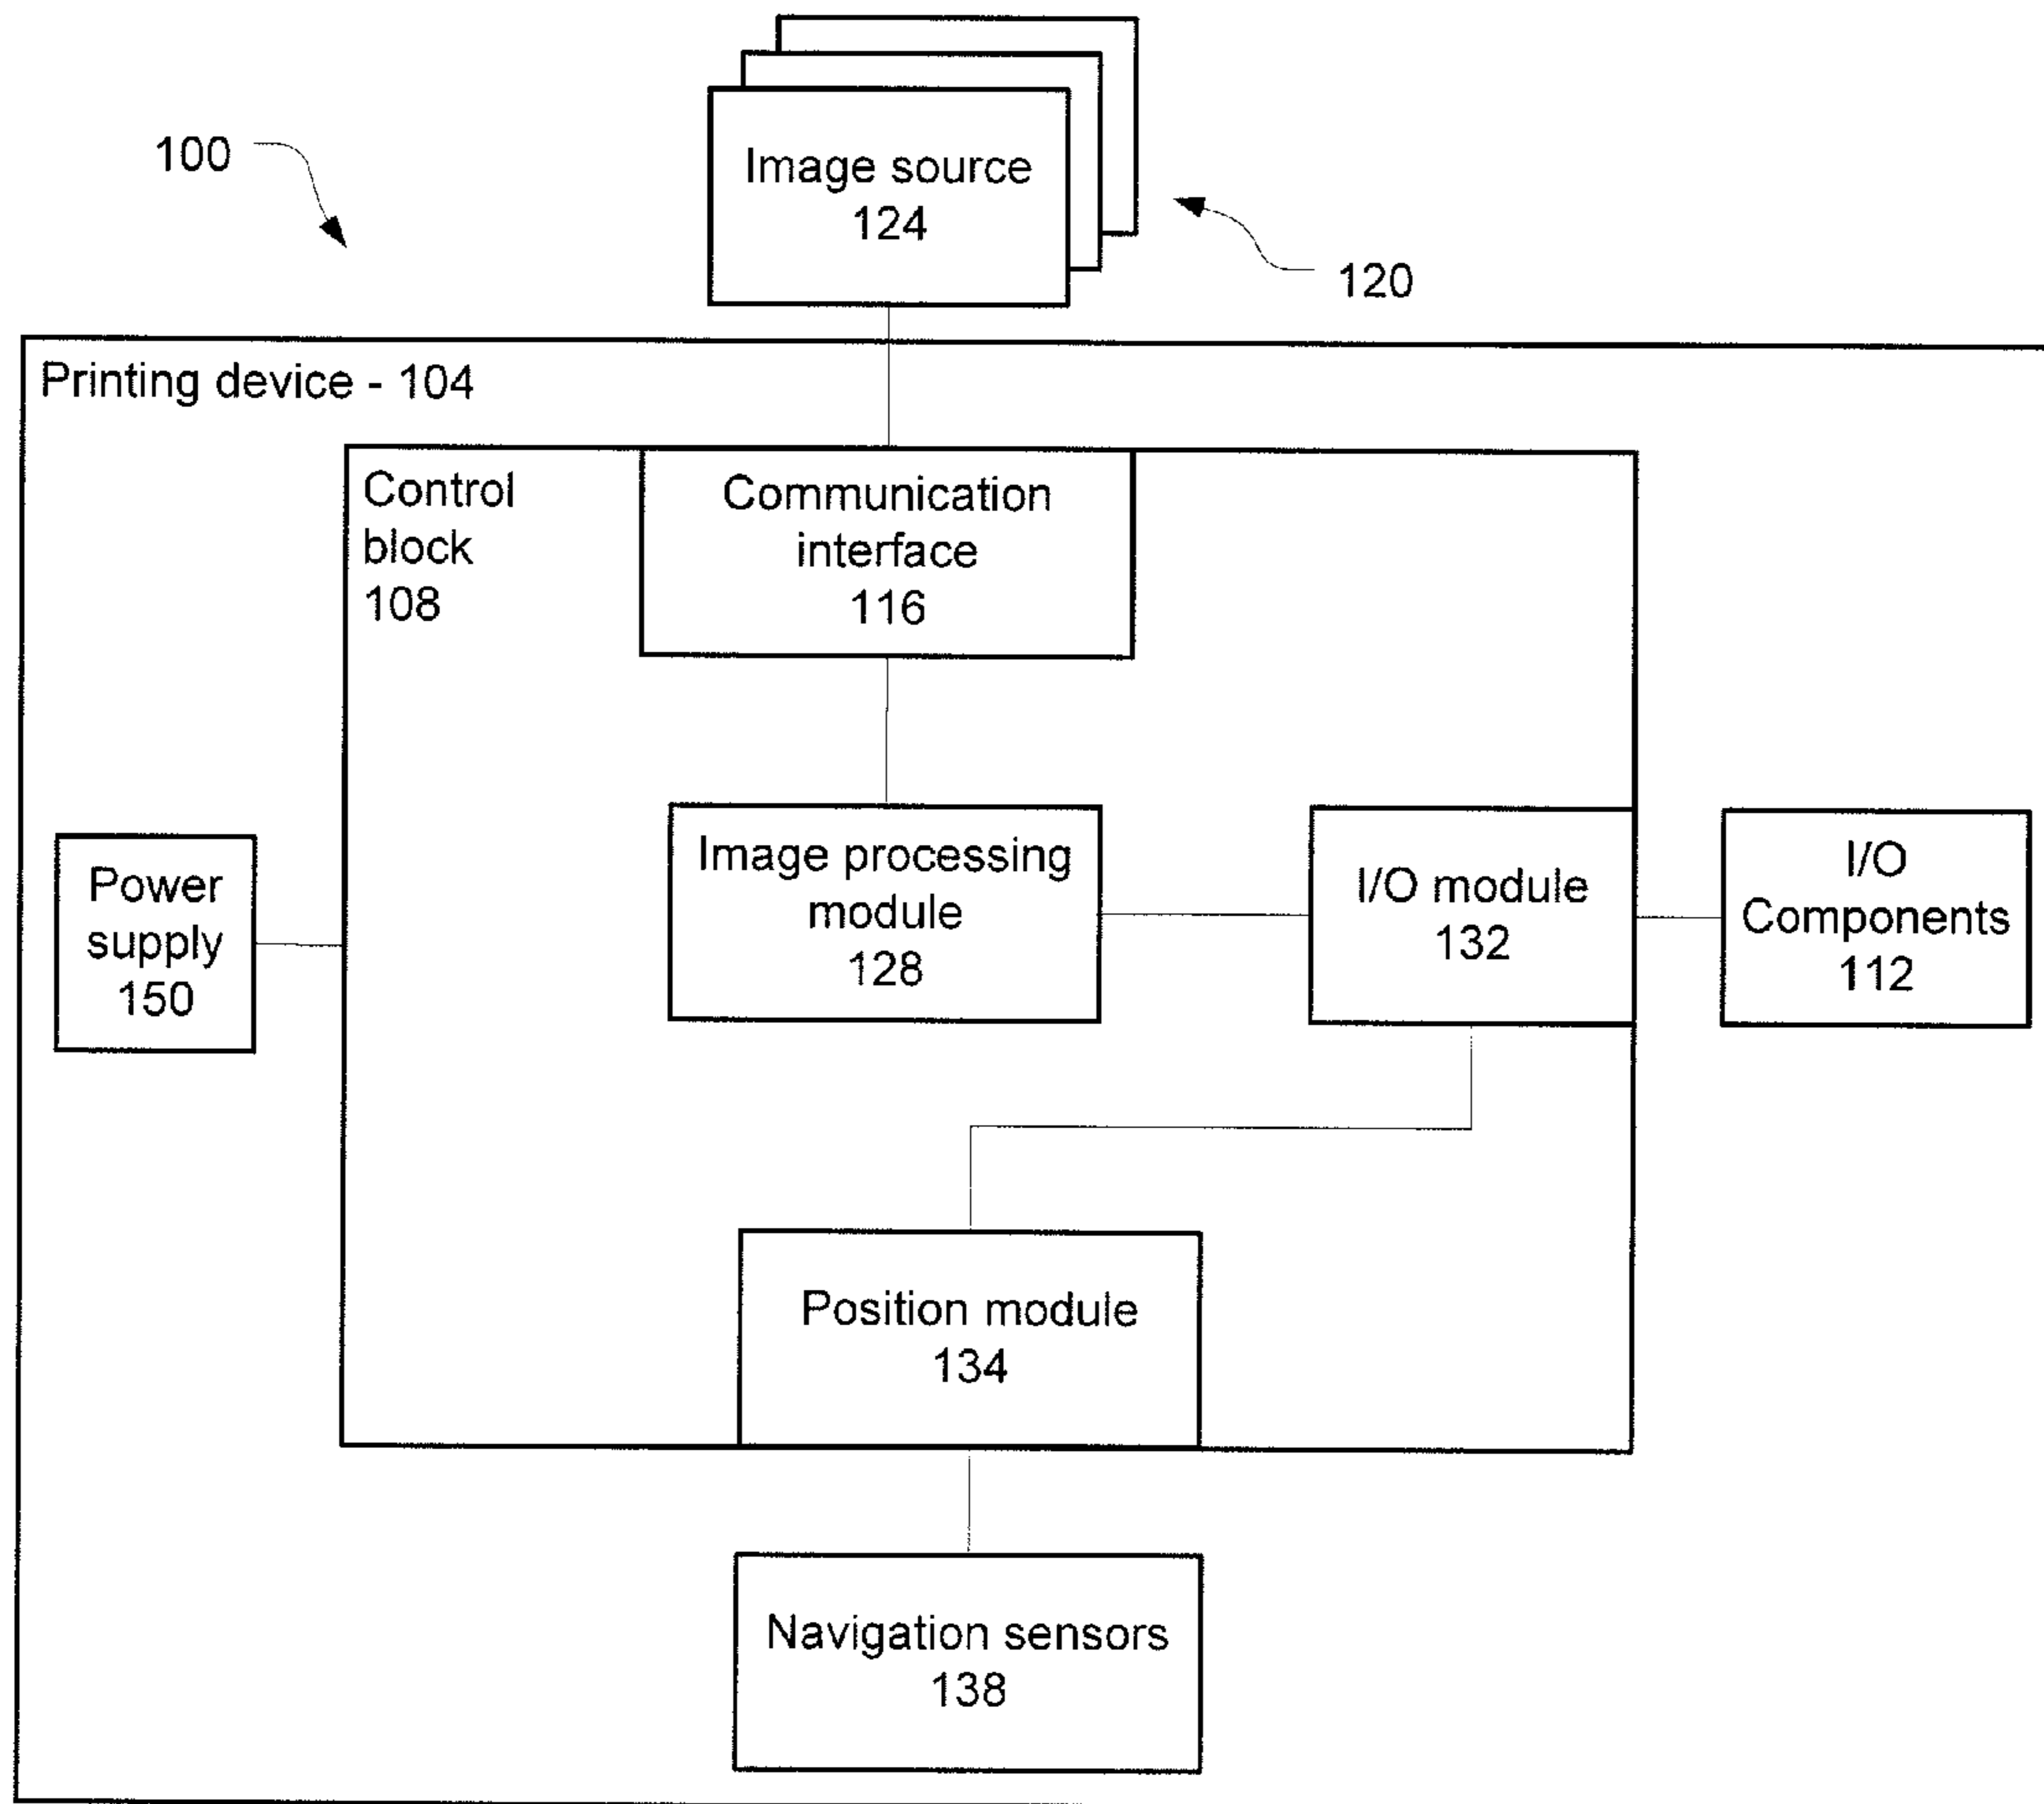 100
Image source
124
120
Printing device - 104
Control
block
108
Communication
interface
116
Power
supply
150
Image processing
module
128
I/O module
132
I/O
Components
112
Position module
134
Navigation sensors
138